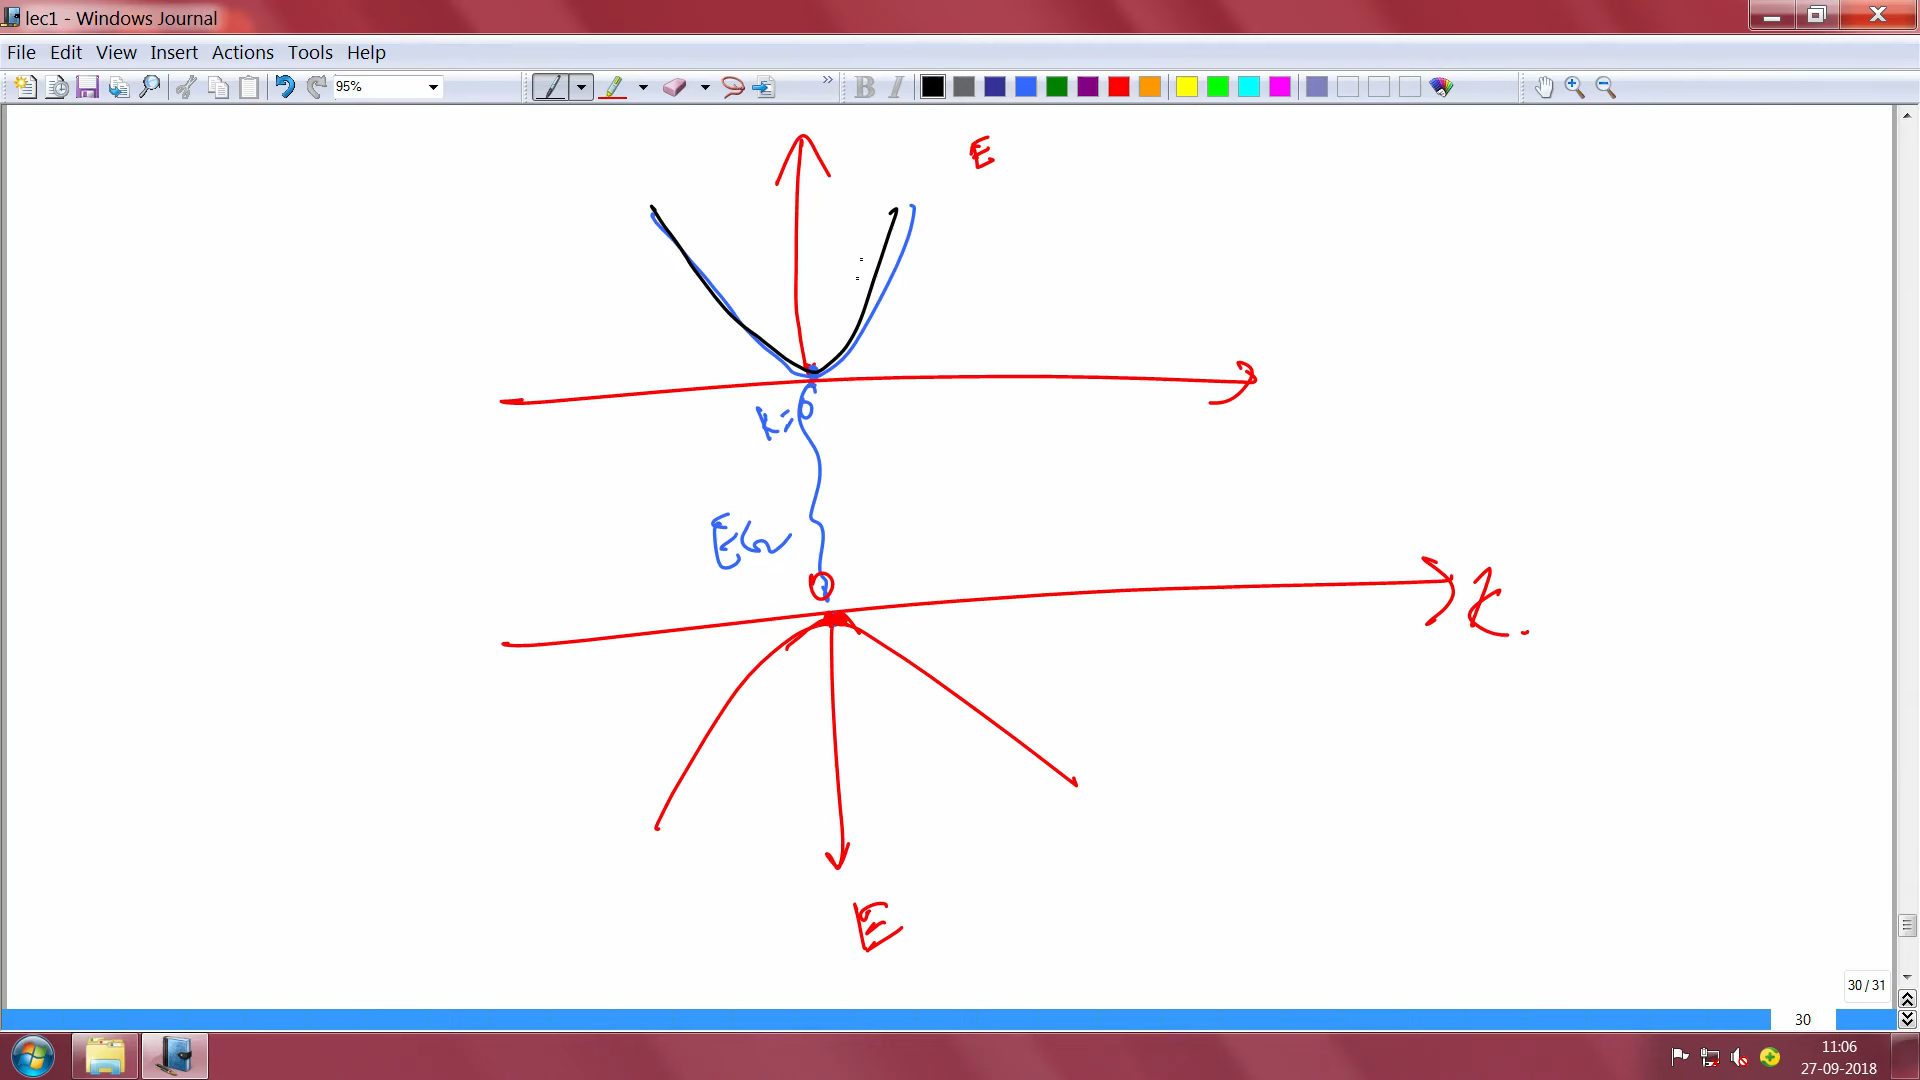 lec1 - Windows Journal
File Edit View Insert Actions Tools Help
95%
B I
E
k=0
EG
0
k.
E
30 / 31
30
11:06
27-09-2018